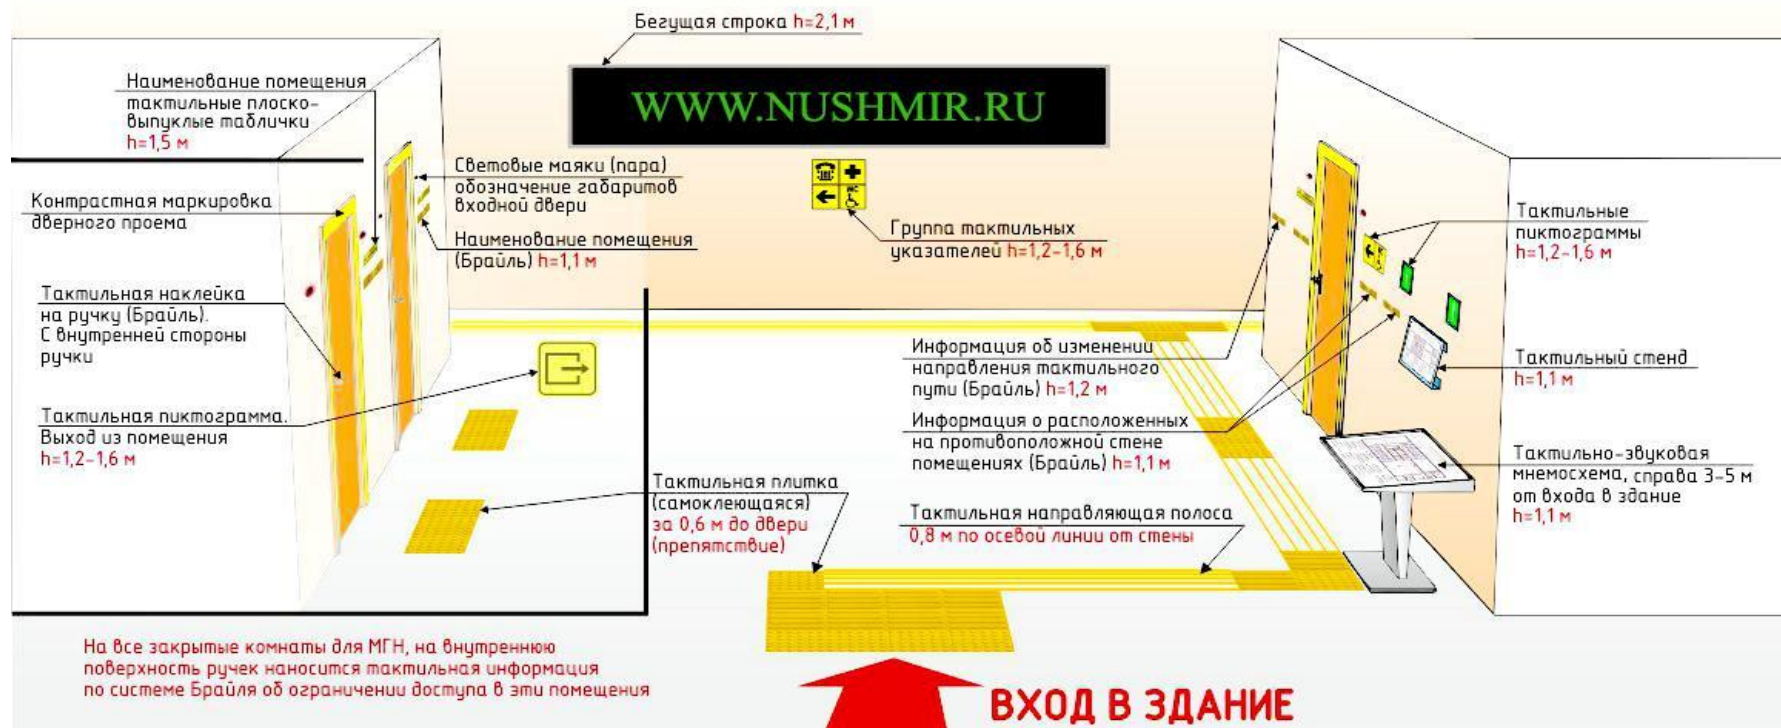 Бегущая строка h=2,1 м
WWW.NUSHMIR.RU
Наименование помещения
тактильные плоско-
выпуклые таблички
h=1,5 м
Световые маяки (пара)
обозначение габаритов
входной двери
Контрастная маркировка
дверного проема
Наименование помещения
(Брайль) h=1,1 м
Группа тактильных
указателей h=1,2-1,6 м
Тактильные
пиктограммы
h=1,2-1,6 м
Тактильная наклейка
на ручку (Брайль).
С внутренней стороны
ручки
Информация об изменении
направления тактильного
пути (Брайль) h=1,2 м
Тактильный стенд
h=1,1 м
Тактильная пиктограмма.
Выход из помещения
h=1,2-1,6 м
Информация о расположенных
на противоположной стене
помещениях (Брайль) h=1,1 м
Тактильно-звуковая
мнемосхема, справа 3-5 м
от входа в здание
h=1,1 м
Тактильная плитка
(самоклеющаяся)
за 0,6 м до двери
(препятствие)
Тактильная направляющая полоса
0,8 м по осевой линии от стены
На все закрытые комнаты для МГН, на внутреннюю
поверхность ручек наносится тактильная информация
по системе Брайля об ограничении доступа в эти помещения
ВХОД В ЗДАНИЕ